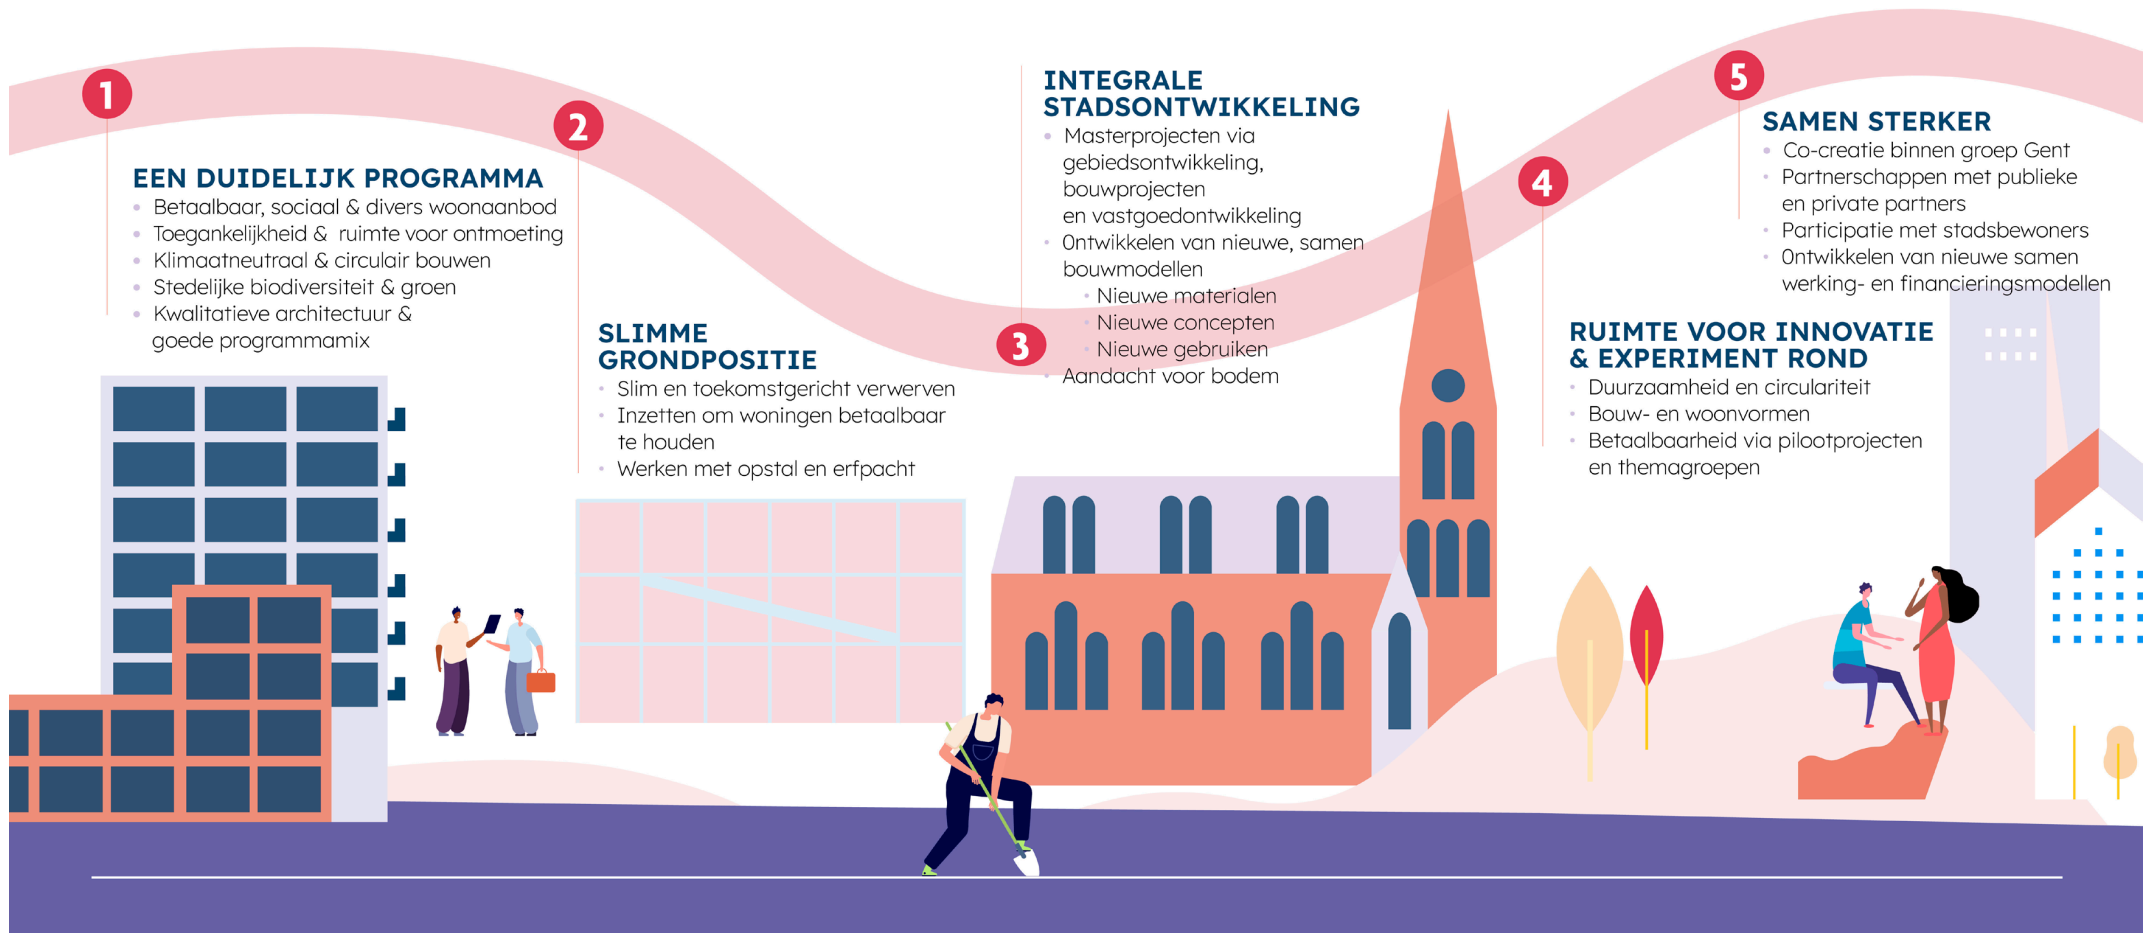 1
EEN DUIDELIJK PROGRAMMA
Betaalbaar, sociaal & divers woonaanbod
Toegankelijkheid & ruimte voor ontmoeting
Klimaatneutraal & circulair bouwen
Stedelijke biodiversiteit & groen
Kwalitatieve architectuur &
goede programmamix
2
SLIMME
GRONDPOSITIE
Slim en toekomstgericht verwerven
Inzetten om woningen betaalbaar
te houden
Werken met opstal en erfpacht
3
INTEGRALE
STADSONTWIKKELING
Masterprojecten via
gebiedsontwikkeling,
bouwprojecten
en vastgoedontwikkeling
Ontwikkelen van nieuwe, samen
bouwmodellen
Nieuwe materialen
Nieuwe concepten
Nieuwe gebruiken
Aandacht voor bodem
4
RUIMTE VOOR INNOVATIE
& EXPERIMENT ROND
Duurzaamheid en circulariteit
Bouw- en woonvormen
Betaalbaarheid via pilootprojecten
en themagroepen
5
SAMEN STERKER
Co-creatie binnen groep Gent
Partnerschappen met publieke
en private partners
Participatie met stadsbewoners
Ontwikkelen van nieuwe samen
werking- en financieringsmodellen